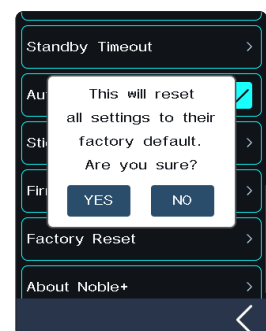 Standby Timeout
This will reset
all settings to their
factory default.
Are you sure?
YES NO
Factory Reset
About Noble+